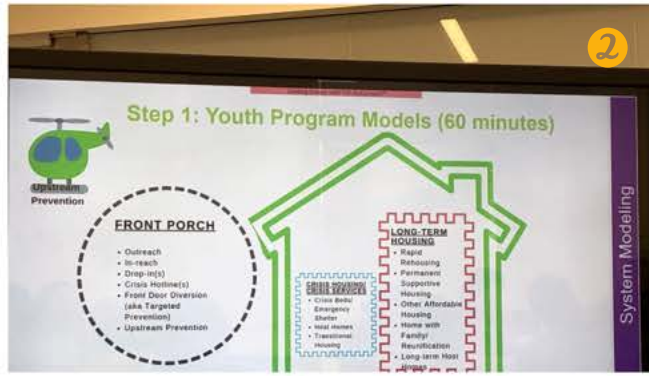 2
Step 1: Youth Program Models (60 minutes)
Upstream
Prevention
FRONT PORCH
• Outreach
• In-reach
• Drop-in(s)
• Crisis Hotline(s)
• Front Door Diversion
(aka Targeted
Prevention)
• Upstream Prevention
CRISIS HOUSING/
CRISIS SERVICES
• Crisis Beds/
Emergency
Shelter
• Host Homes
• Transitional
Housing
LONG-TERM
HOUSING
• Rapid
Rehousing
• Permanent
Supportive
Housing
• Other Affordable
Housing
• Home with
Family/
Reunification
• Long-term Host
Homes
System Modeling